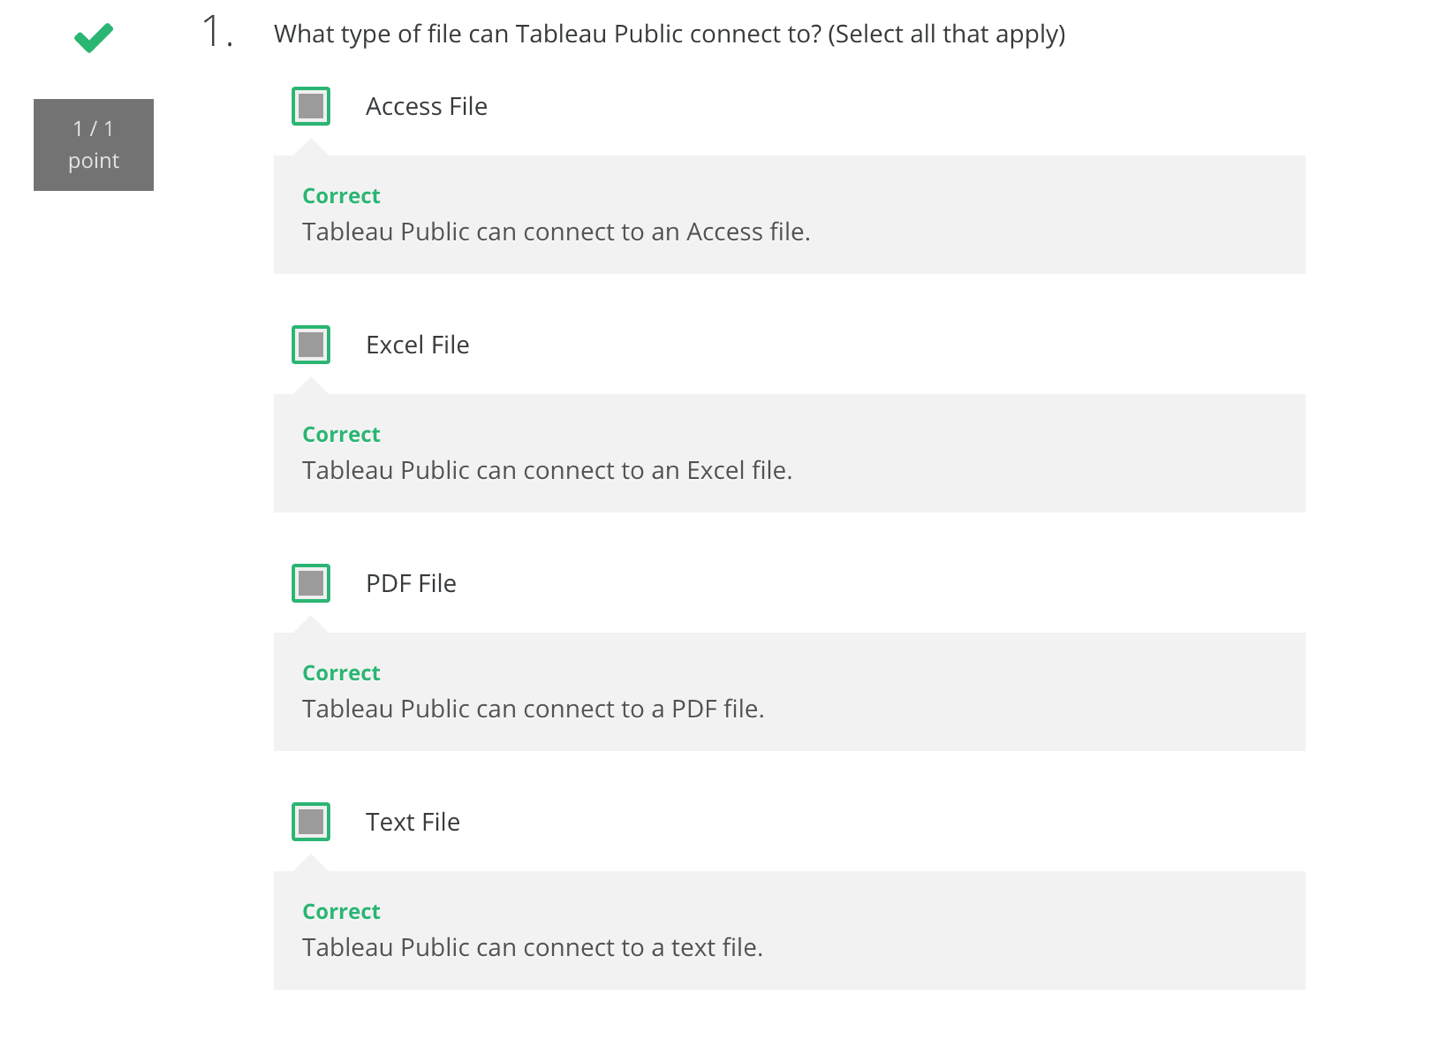 1. What type of file can Tableau Public connect to? (Select all that apply)
1 / 1
point
Access File
Correct
Tableau Public can connect to an Access file.
Excel File
Correct
Tableau Public can connect to an Excel file.
PDF File
Correct
Tableau Public can connect to a PDF file.
Text File
Correct
Tableau Public can connect to a text file.